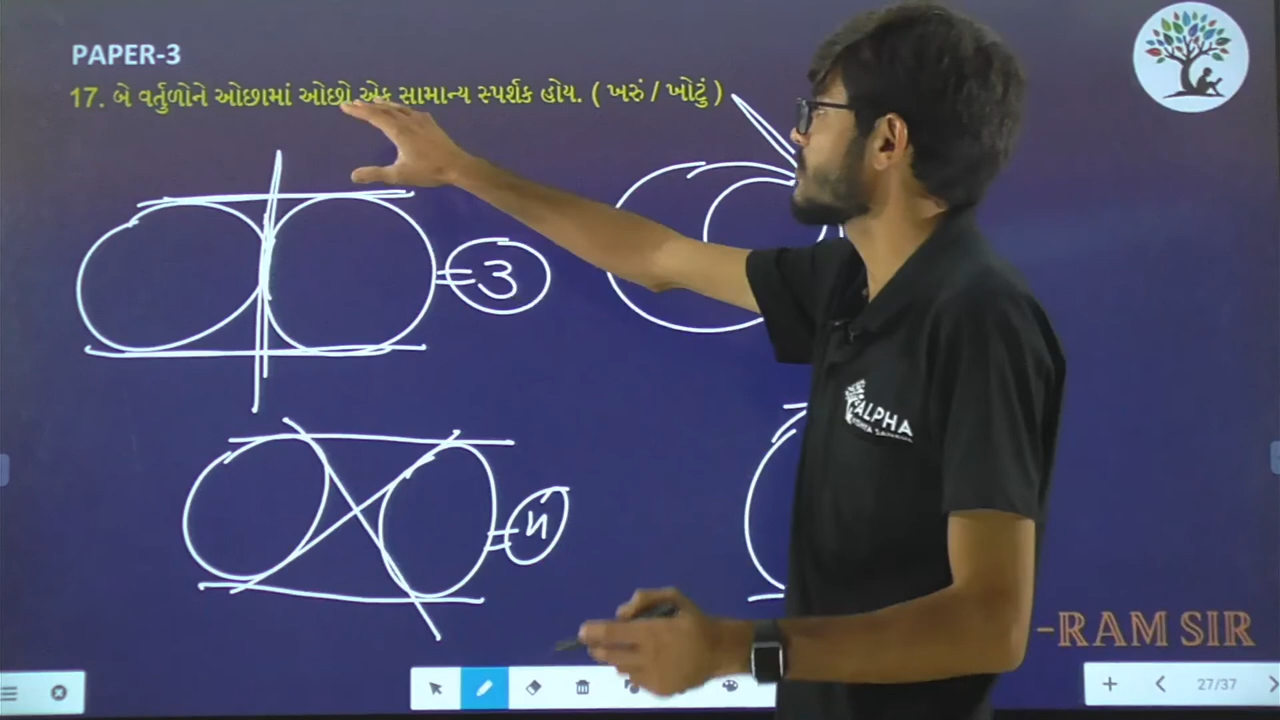 PAPER-3
17. બે વર્તુળોને ઓછામાં ઓછો એક સામાન્ય સ્પર્શક હોય. ( ખરું / ખોટું )
= 3
= 4
ALPHA
-RAM SIR
27/37